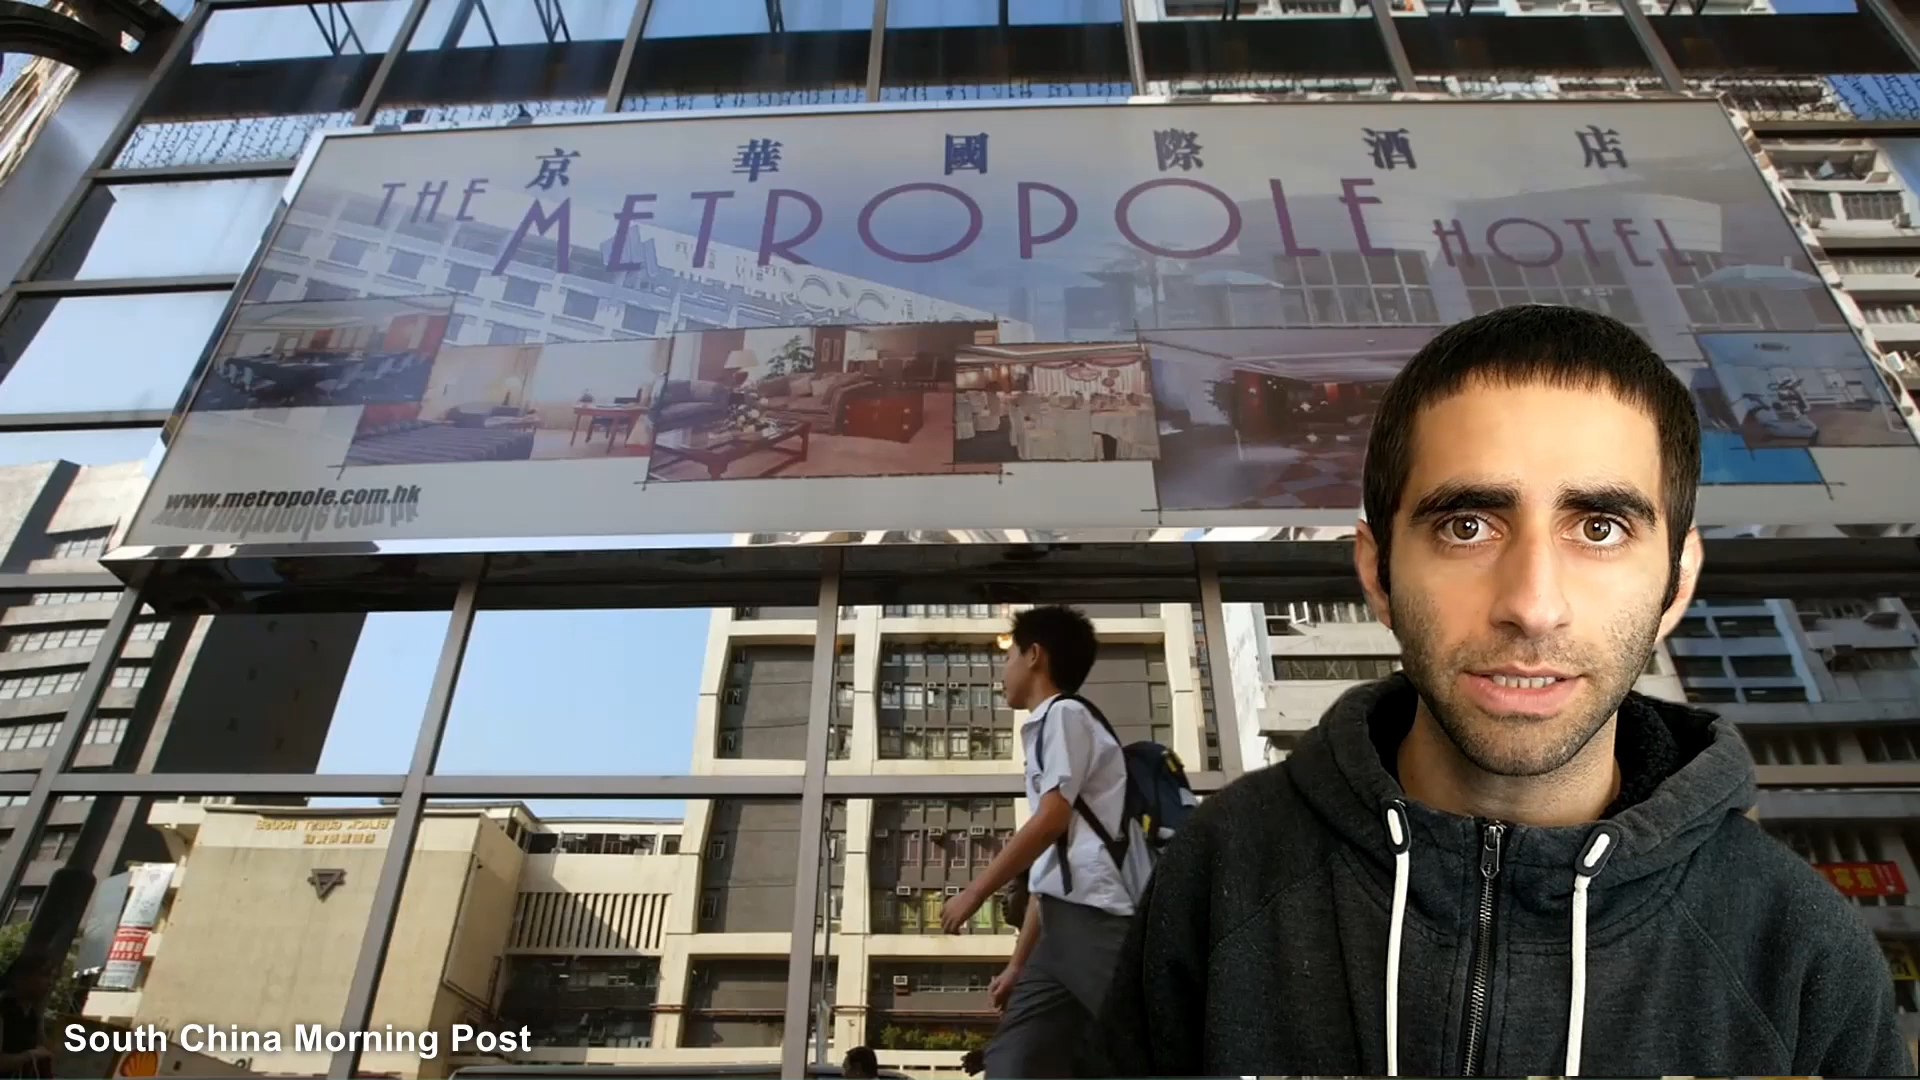 京華國際酒店
THE METROPOLE HOTEL
www.metropole.com.hk
South China Morning Post